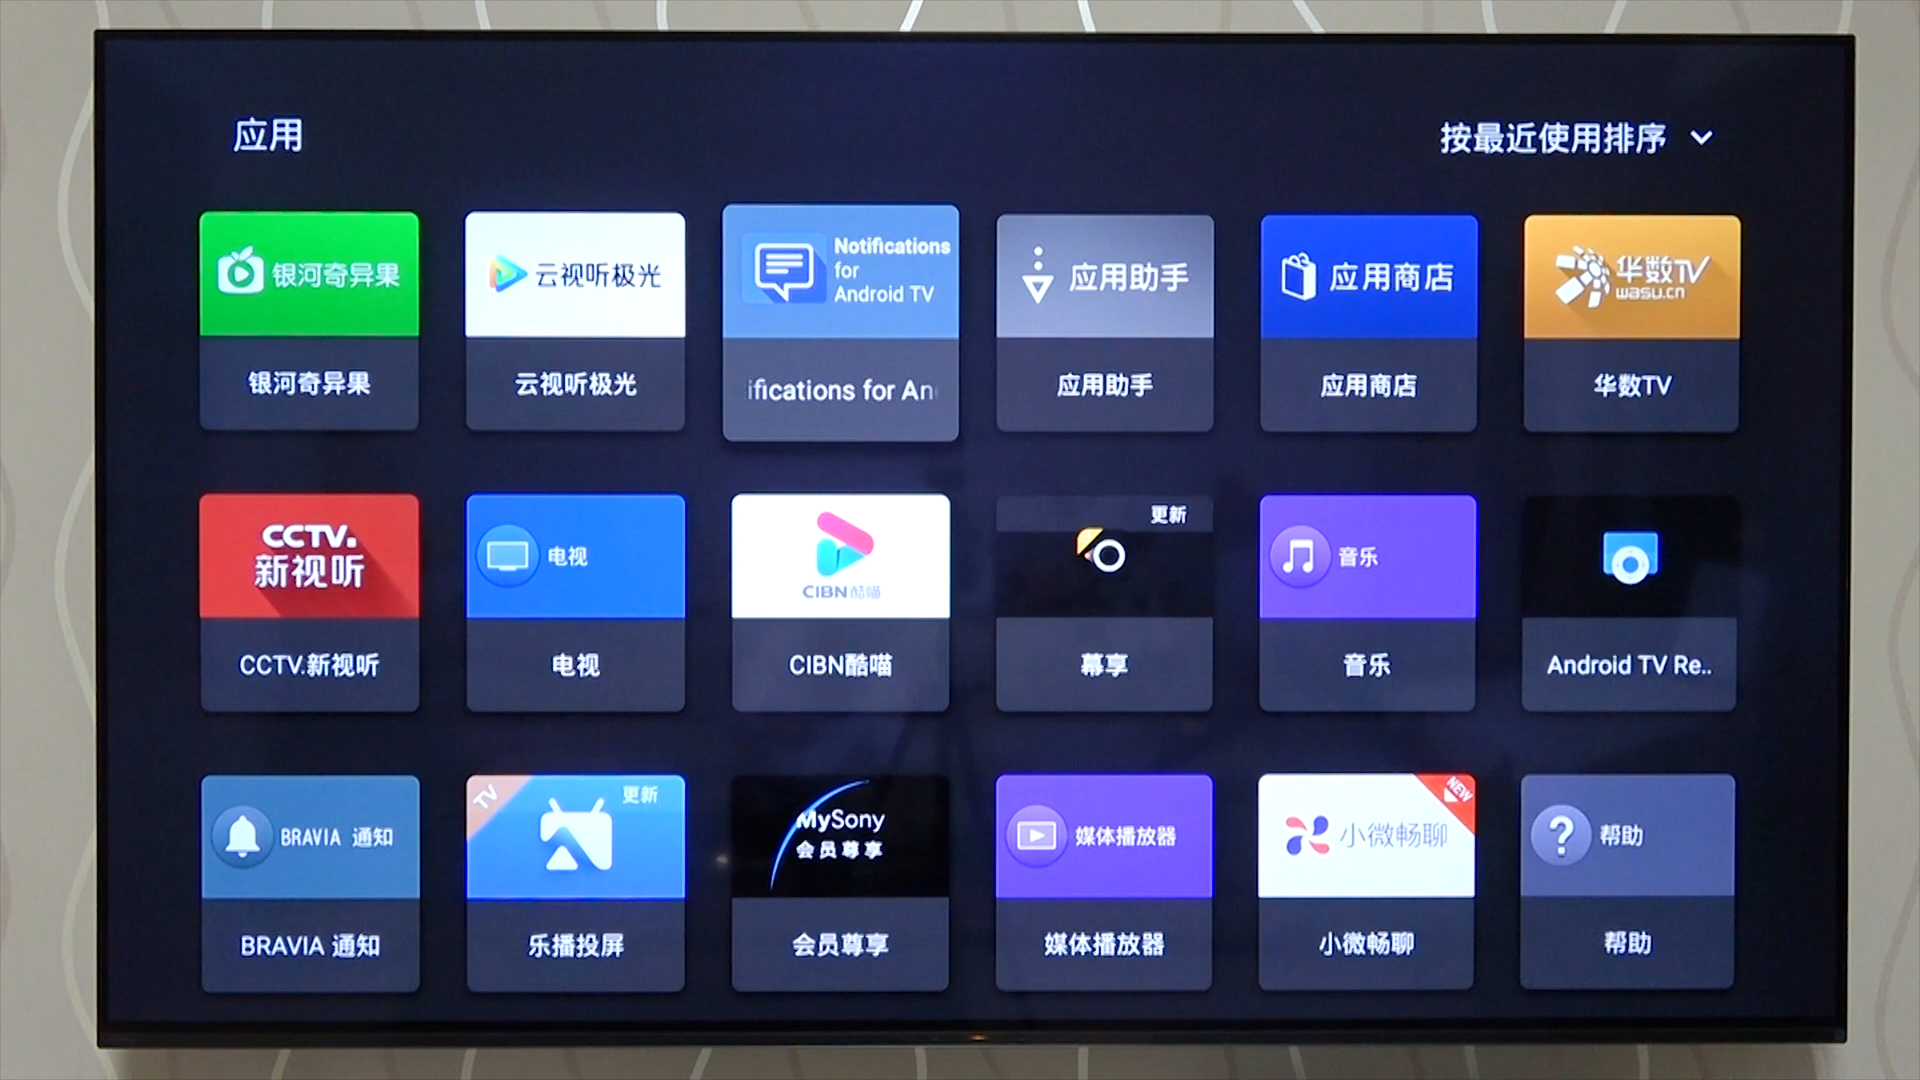 应用
按最近使用排序
银河奇异果
云视听极光
Notifications
for
Android TV
应用助手
应用商店
华数TV
wasu.cn
银河奇异果
云视听极光
ifications for An
应用助手
应用商店
华数TV
CCTV.
新视听
电视
CIBN酷喵
更新
音乐
CCTV.新视听
电视
CIBN酷喵
幕享
音乐
Android TV Re..
BRAVIA 通知
TV
更新
MySony
会员尊享
媒体播放器
小微畅聊
NEW
帮助
BRAVIA 通知
乐播投屏
会员尊享
媒体播放器
小微畅聊
帮助